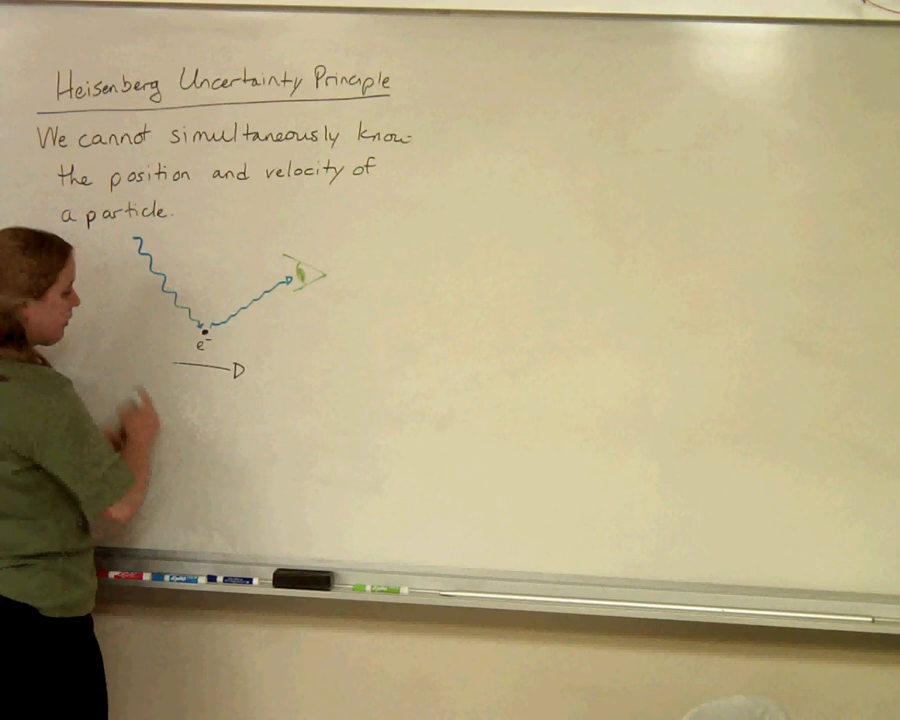 Heisenberg Uncertainty Principle
We cannot simultaneously know
the position and velocity of
a particle.
e⁻